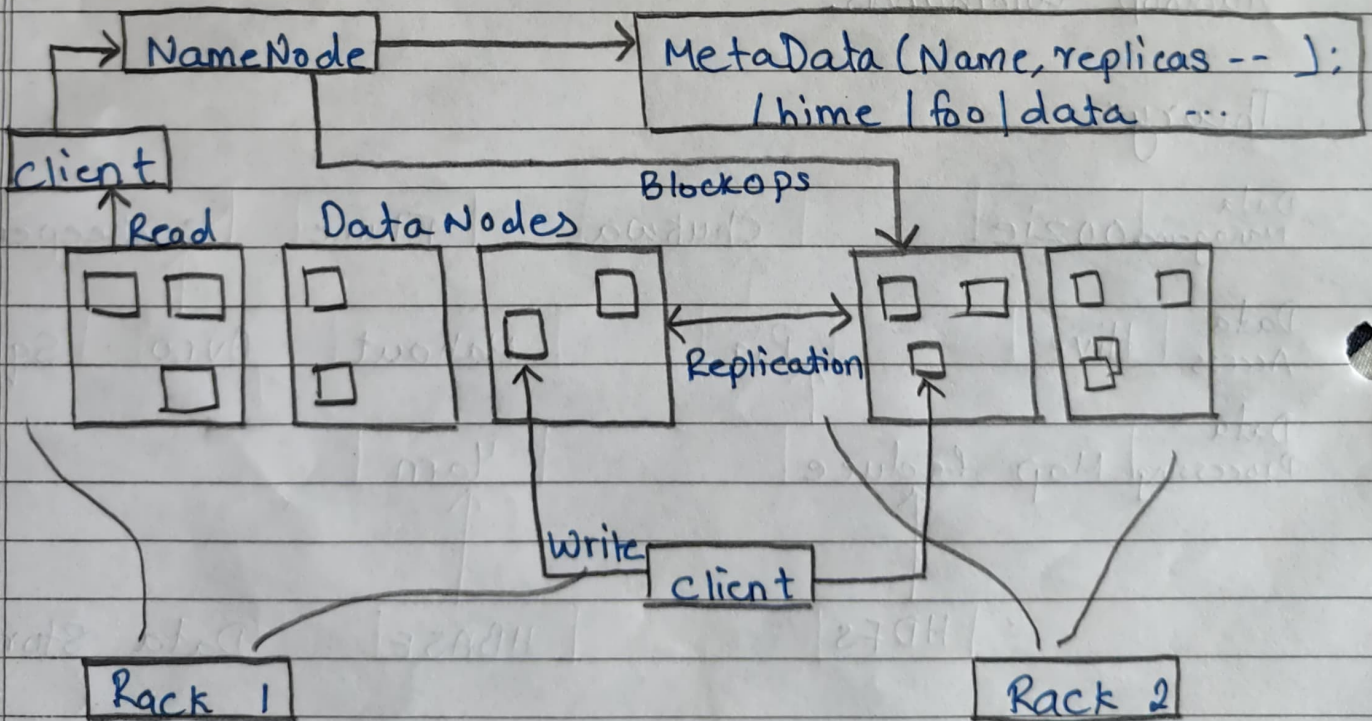 NameNode
MetaData (Name, replicas -- ):
/hime /foo/data ...
client
Blockops
Read
DataNodes
Replication
Write
client
Rack 1
Rack 2